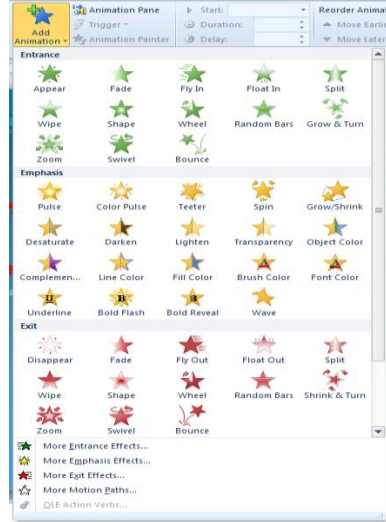 Animation Pane
Start:
Reorder Animat
Add Animation
Trigger
Duration:
Move Earli
Animation Painter
Delay:
Move Later
Entrance
Appear Fade Fly In Float In Split
Wipe Shape Wheel Random Bars Grow & Turn
Zoom Swivel Bounce
Emphasis
Pulse Color Pulse Teeter Spin Grow/Shrink
Desaturate Darken Lighten Transparency Object Color
Complemen... Line Color Fill Color Brush Color Font Color
Underline Bold Flash Bold Reveal Wave
Exit
Disappear Fade Fly Out Float Out Split
Wipe Shape Wheel Random Bars Shrink & Turn
Zoom Swivel Bounce
More Entrance Effects...
More Emphasis Effects...
More Exit Effects...
More Motion Paths...
OLE Action Verbs...